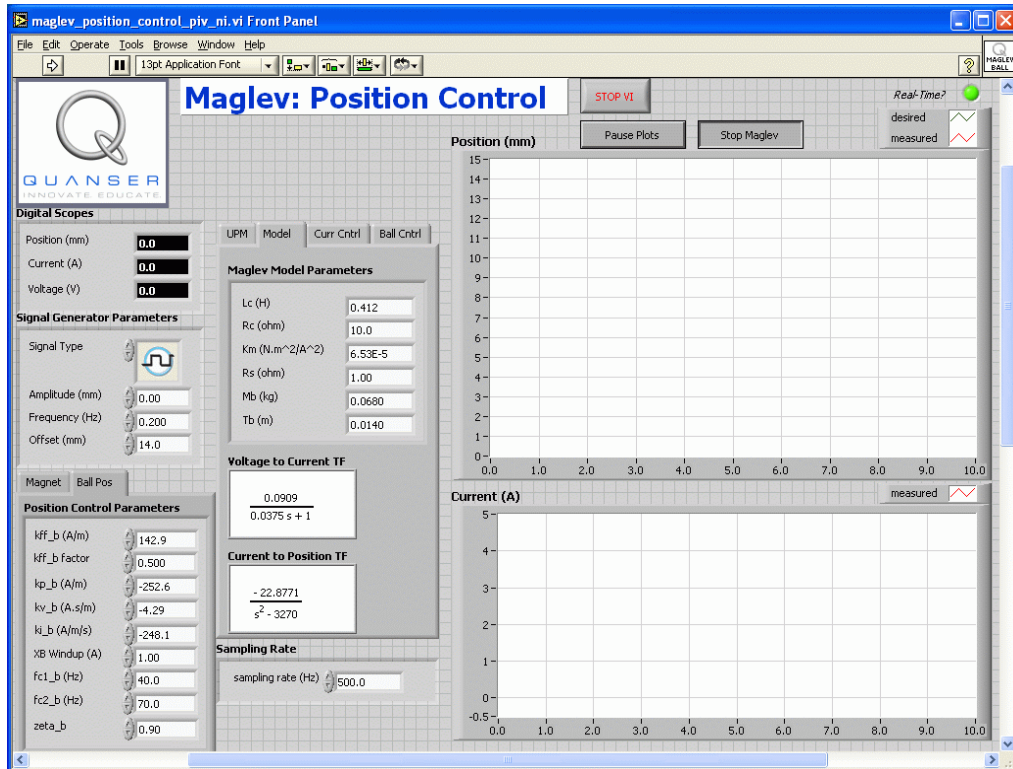 maglev_position_control_piv_ni.vi Front Panel
File Edit Operate Tools Browse Window Help
13pt Application Font
?
MAGLEV
BALL
QUANSER
INNOVATE. EDUCATE.
Maglev: Position Control
STOP VI
Real-Time?
Pause Plots
Stop Maglev
desired
measured
Digital Scopes
Position (mm) 0.0
Current (A) 0.0
Voltage (V) 0.0
Signal Generator Parameters
Signal Type
Amplitude (mm) 0.00
Frequency (Hz) 0.200
Offset (mm) 14.0
Magnet Ball Pos
Position Control Parameters
kff_b (A/m) 142.9
kff_b factor 0.500
kp_b (A/m) -252.6
kv_b (A.s/m) -4.29
ki_b (A/m/s) -248.1
XB Windup (A) 1.00
fc1_b (Hz) 40.0
fc2_b (Hz) 70.0
zeta_b 0.90
UPM Model Curr Cntrl Ball Cntrl
Maglev Model Parameters
Lc (H) 0.412
Rc (ohm) 10.0
Km (N.m^2/A^2) 6.53E-5
Rs (ohm) 1.00
Mb (kg) 0.0680
Tb (m) 0.0140
Voltage to Current TF
0.0909
0.0375 s + 1
Current to Position TF
- 22.8771
s2 - 3270
Sampling Rate
sampling rate (Hz) 500.0
Position (mm)
15
14
13
12
11
10
9
8
7
6
5
4
3
2
1
0
0.0 1.0 2.0 3.0 4.0 5.0 6.0 7.0 8.0 9.0 10.0
Current (A)
measured
5
4
3
2
1
0
-0.5
0.0 1.0 2.0 3.0 4.0 5.0 6.0 7.0 8.0 9.0 10.0